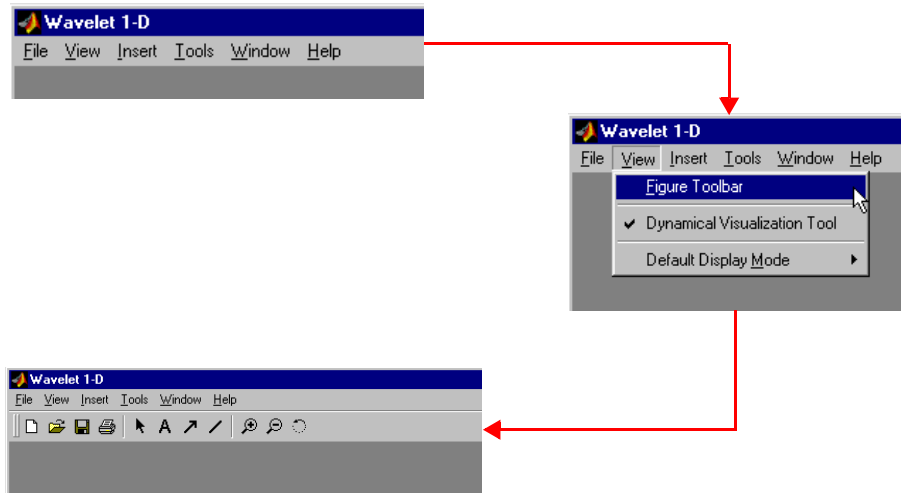 Wavelet 1-D
File View Insert Tools Window Help
Wavelet 1-D
File View Insert Tools Window Help
Figure Toolbar
Dynamical Visualization Tool
Default Display Mode
Wavelet 1-D
File View Insert Tools Window Help
A